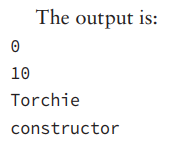 The output is:
0
10
Torchie
constructor